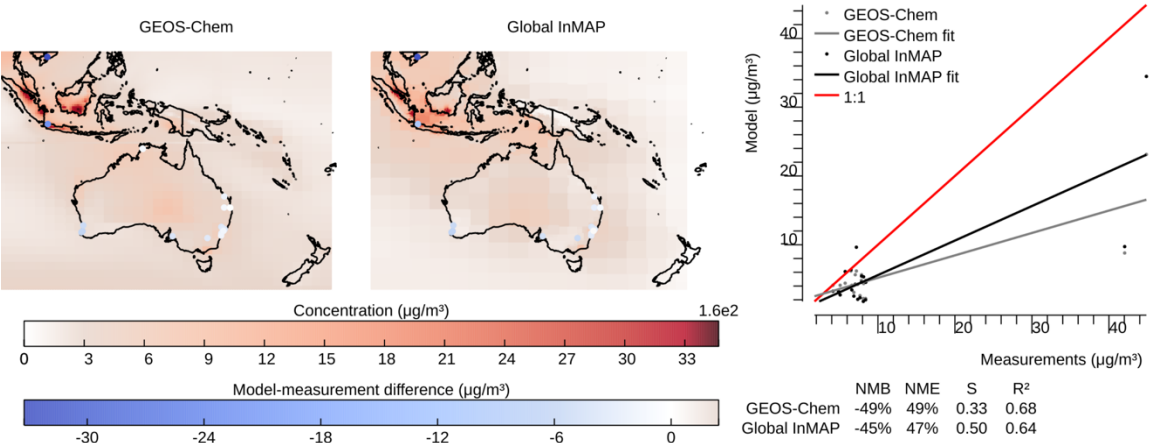 GEOS-Chem
Global InMAP
Concentration (µg/m³)
1.6e2
0 3 6 9 12 15 18 21 24 27 30 33
Model-measurement difference (µg/m³)
-30 -24 -18 -12 -6 0
GEOS-Chem
GEOS-Chem fit
Global InMAP
Global InMAP fit
1:1
Model (µg/m³)
40
30
20
10
10 20 30 40
Measurements (µg/m³)
NMB NME S R²
GEOS-Chem -49% 49% 0.33 0.68
Global InMAP -45% 47% 0.50 0.64